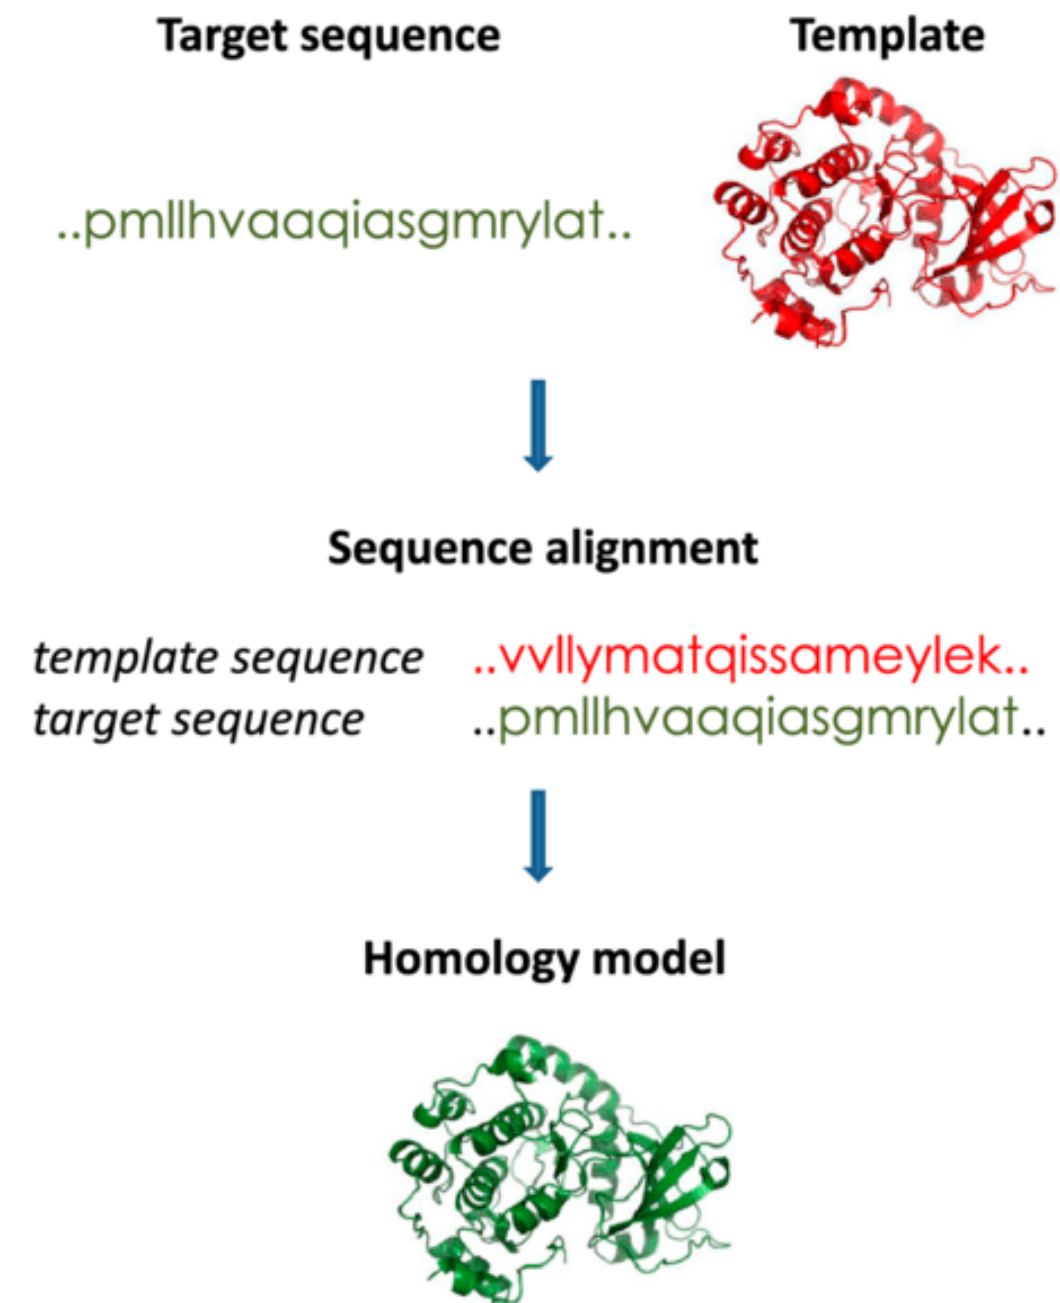 Target sequence Template
..pmllhvaaqiasgmrylat..
Sequence alignment
template sequence ..vvllymatqissameylek..
target sequence ..pmllhvaaqiasgmrylat..
Homology model